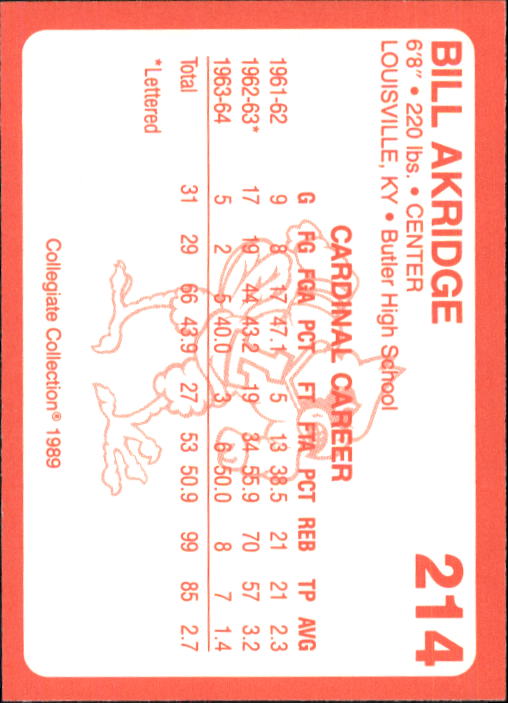 BILL AKRIDGE 214
6'8" • 220 lbs. • CENTER
LOUISVILLE, KY • Butler High School
CARDINAL CAREER
G FG FGA PCT FT FTA PCT REB TP AVG
1961-62 9 8 17 47.1 5 13 38.5 21 21 2.3
1962-63* 17 19 44 43.2 19 34 55.9 70 57 3.2
1963-64 5 2 5 40.0 3 6 50.0 8 7 1.4
Total 31 29 66 43.9 27 53 50.9 99 85 2.7
*Lettered
Collegiate Collection® 1989